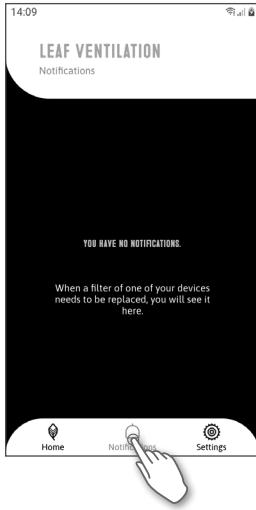 14:09
LEAF VENTILATION
Notifications
YOU HAVE NO NOTIFICATIONS.
When a filter of one of your devices
needs to be replaced, you will see it
here.
Home
Notifications
Settings